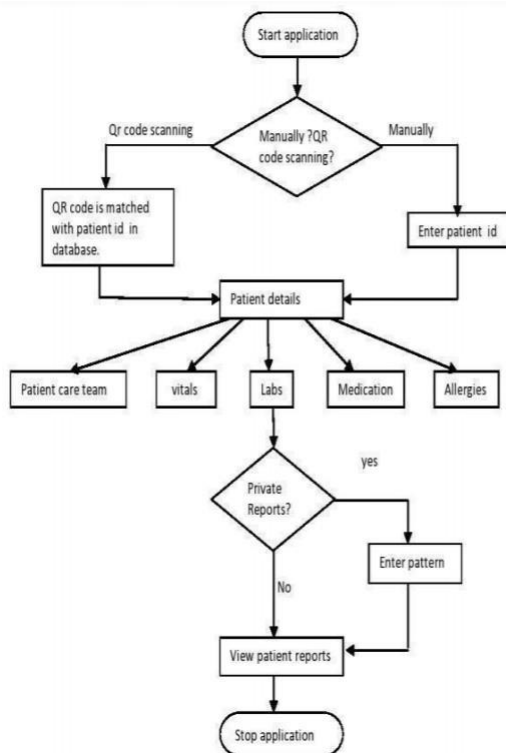 Start application
Qr code scanning
Manually ?QR
code scanning?
Manually
QR code is matched
with patient id in
database.
Enter patient id
Patient details
Patient care team
vitals
Labs
Medication
Allergies
yes
Private
Reports?
Enter pattern
No
View patient reports
Stop application